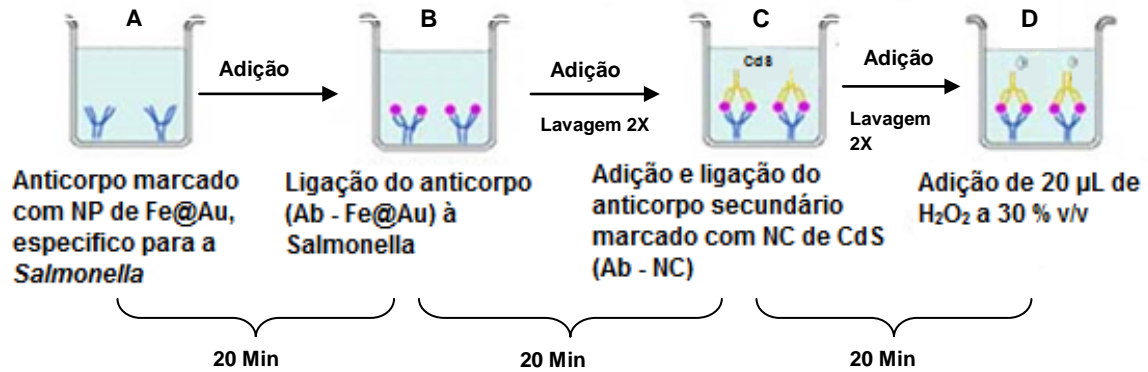 A
B
C
D
Adição
Adição
Lavagem 2X
CdS
Adição
Lavagem
2X
Anticorpo marcado
com NP de Fe@Au,
especifico para a
Salmonella
Ligação do anticorpo
(Ab - Fe@Au) à
Salmonella
Adição e ligação do
anticorpo secundário
marcado com NC de CdS
(Ab - NC)
Adição de 20 µL de
H₂O₂ a 30 % v/v
20 Min
20 Min
20 Min